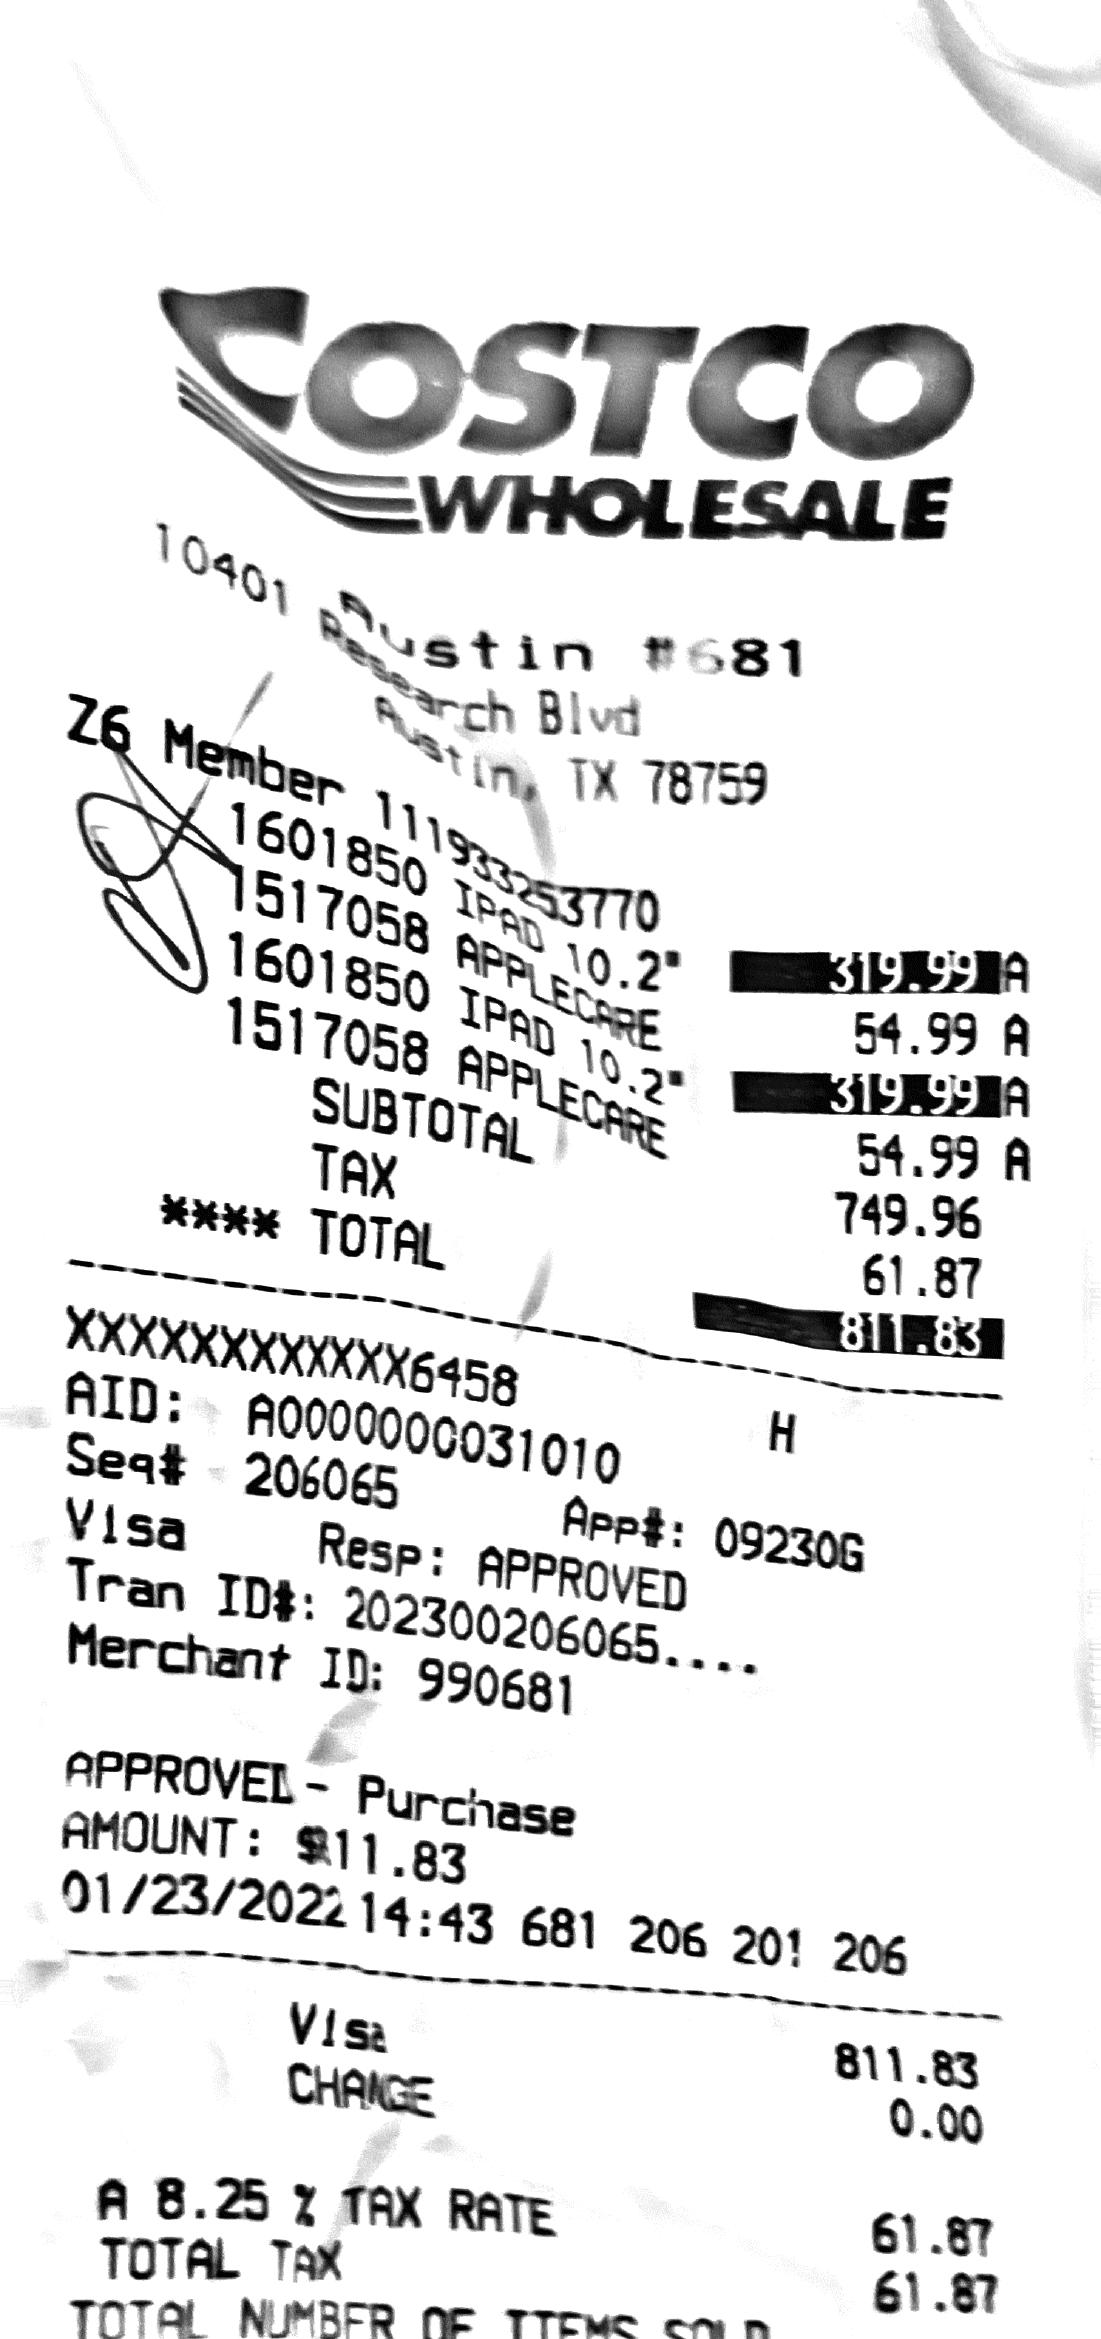 COSTCO
WHOLESALE
Austin #681
10401 Research Blvd
Austin, TX 78759
Z6 Member 111933253770
1601850 IPAD 10.2" 319.99 A
1517058 APPLECARE 54.99 A
1601850 IPAD 10.2" 319.99 A
1517058 APPLECARE 54.99 A
SUBTOTAL 749.96
TAX 61.87
**** TOTAL 811.83
XXXXXXXXXXXX6458 H
AID: A0000000031010
Seq# 206065 App#: 09230G
Visa Resp: APPROVED
Tran ID#: 202300206065....
Merchant ID: 990681
APPROVED - Purchase
AMOUNT: $811.83
01/23/2022 14:43 681 206 201 206
Visa 811.83
CHANGE 0.00
A 8.25 % TAX RATE 61.87
TOTAL TAX 61.87
TOTAL NUMBER OF ITEMS SOLD